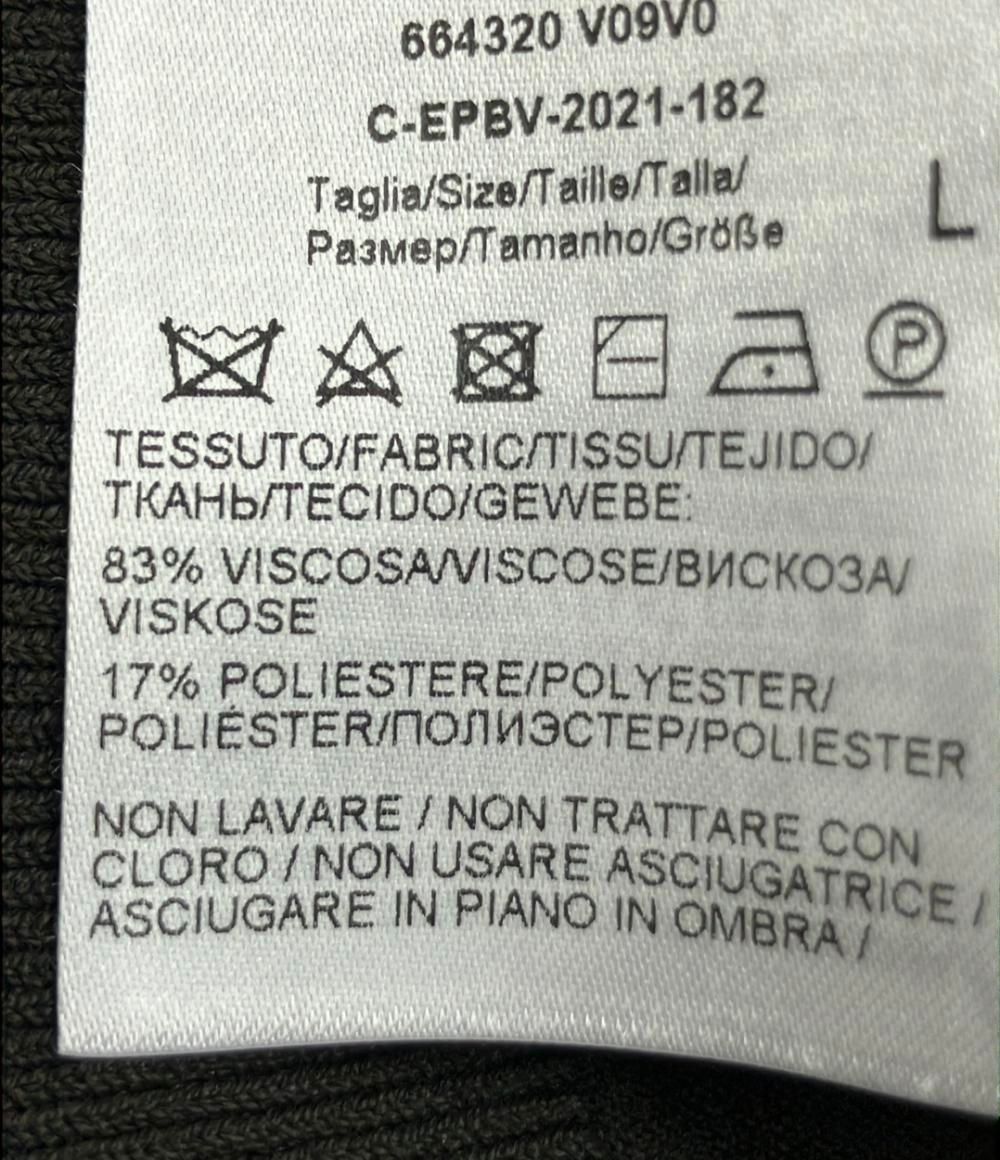 664320 V09V0
C-EPBV-2021-182
Taglia/Size/Taille/Talla/
Размер/Tamanho/Größe
L
P
TESSUTO/FABRIC/TISSU/TEJIDO/
ТКАНЬ/TECIDO/GEWEBE:
83% VISCOSA/VISCOSE/ВИСКОЗА/
VISKOSE
17% POLIESTERE/POLYESTER/
POLIÉSTER/ПОЛИЭСТЕР/POLIESTER
NON LAVARE / NON TRATTARE CON
CLORO / NON USARE ASCIUGATRICE /
ASCIUGARE IN PIANO IN OMBRA /